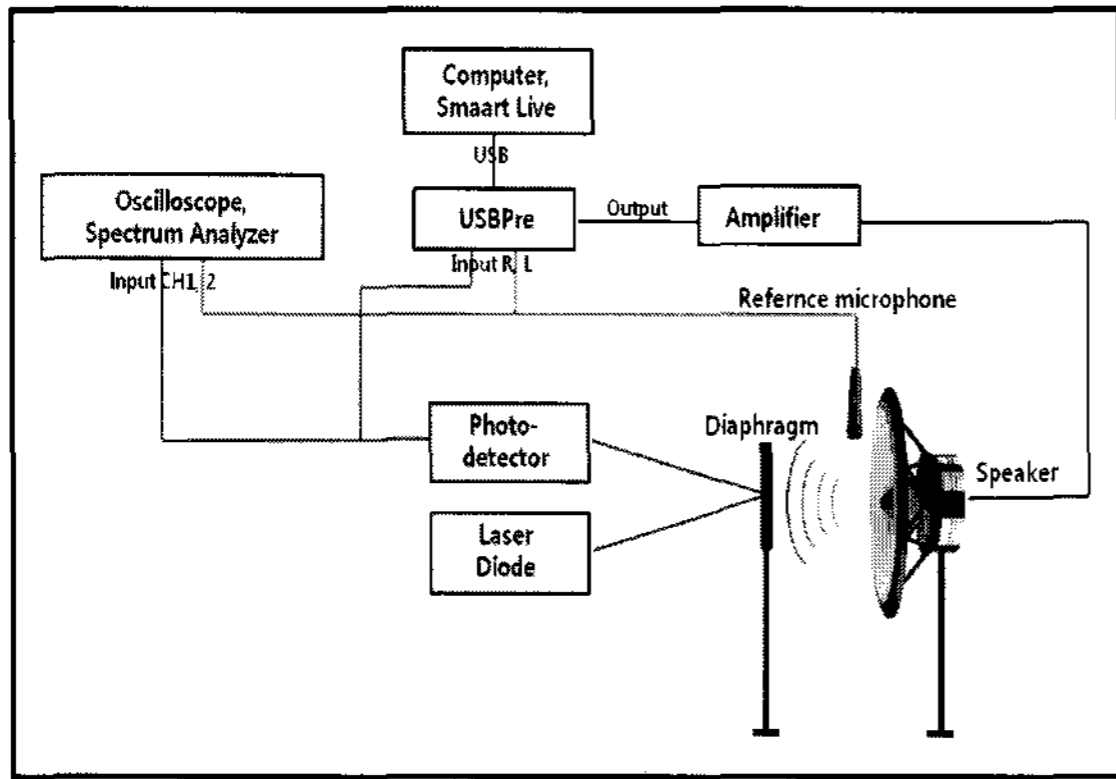 Computer,
Smaart Live
USB
Oscilloscope,
Spectrum Analyzer
USBPre
Output
Amplifier
Input CH1, 2
Input R, L
Refernce microphone
Photo-
detector
Diaphragm
Speaker
Laser
Diode